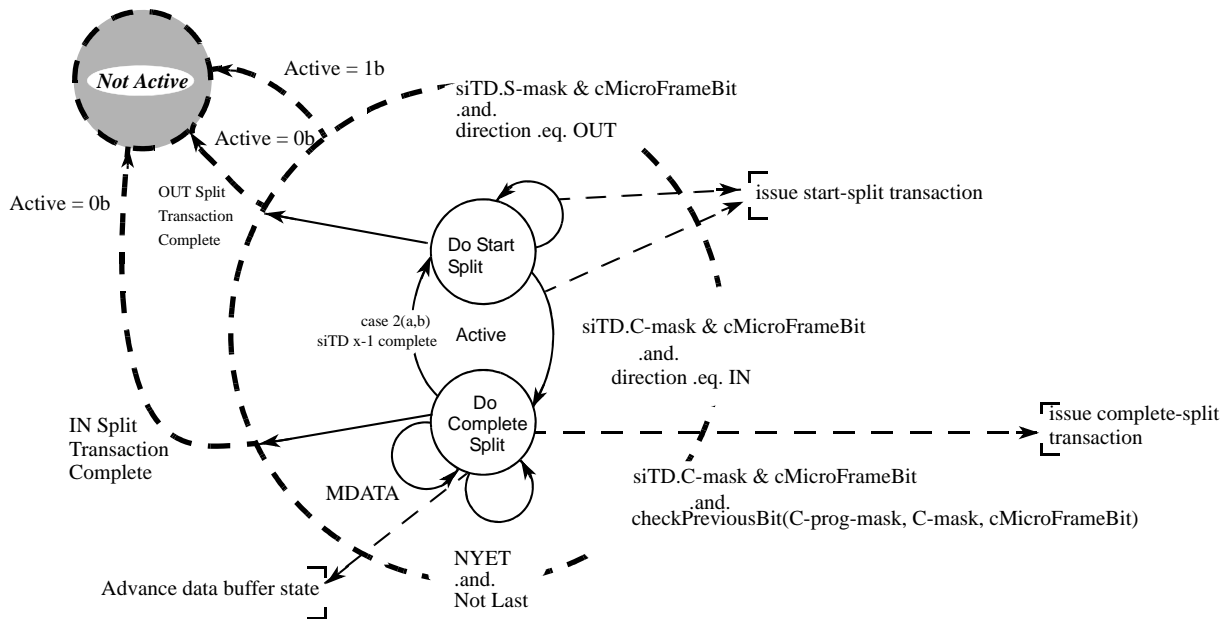 Not Active
Active = 1b
siTD.S-mask & cMicroFrameBit
.and.
direction .eq. OUT
Active = 0b
Active = 0b
OUT Split
Transaction
Complete
issue start-split transaction
Do Start
Split
case 2(a,b)
siTD x-1 complete
Active
siTD.C-mask & cMicroFrameBit
.and.
direction .eq. IN
Do
Complete
Split
IN Split
Transaction
Complete
issue complete-split
transaction
MDATA
siTD.C-mask & cMicroFrameBit
.and.
checkPreviousBit(C-prog-mask, C-mask, cMicroFrameBit)
NYET
.and.
Not Last
Advance data buffer state